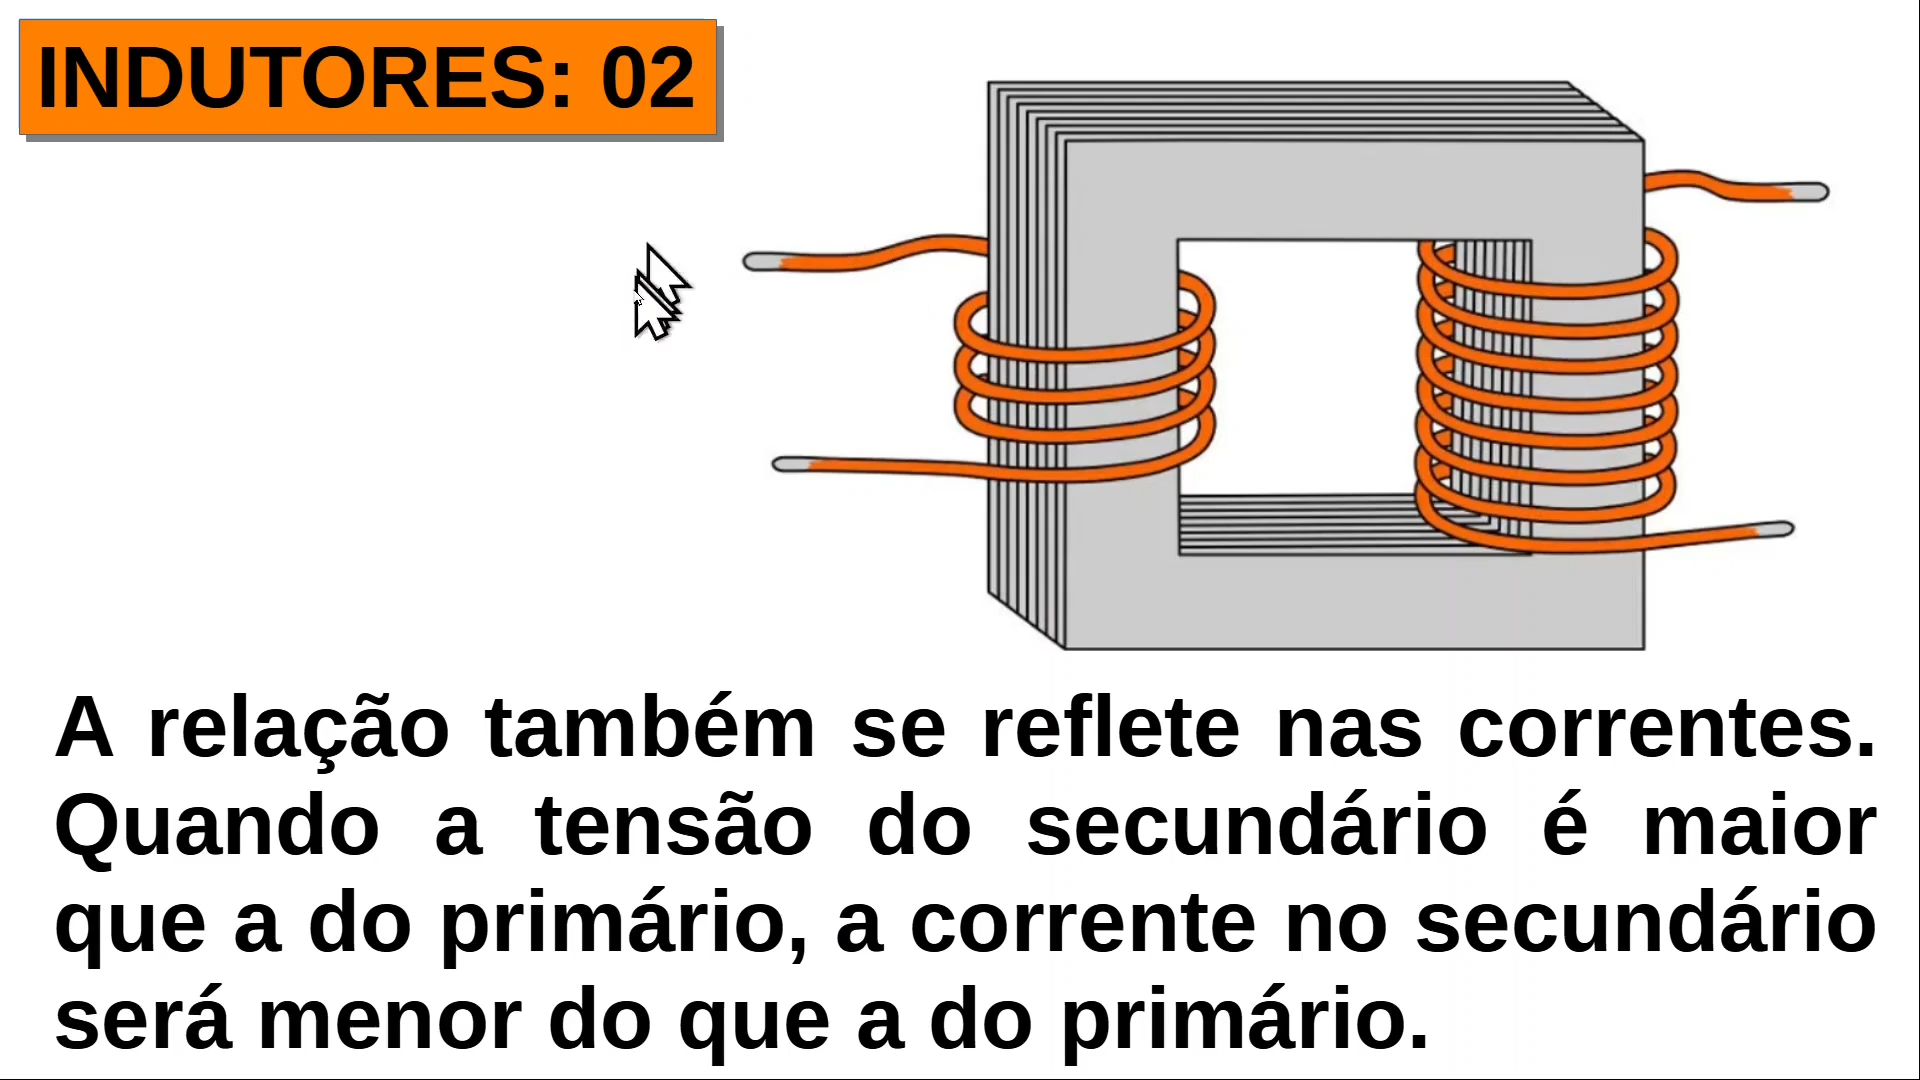 INDUTORES: 02
A relação também se reflete nas correntes.
Quando a tensão do secundário é maior
que a do primário, a corrente no secundário
será menor do que a do primário.